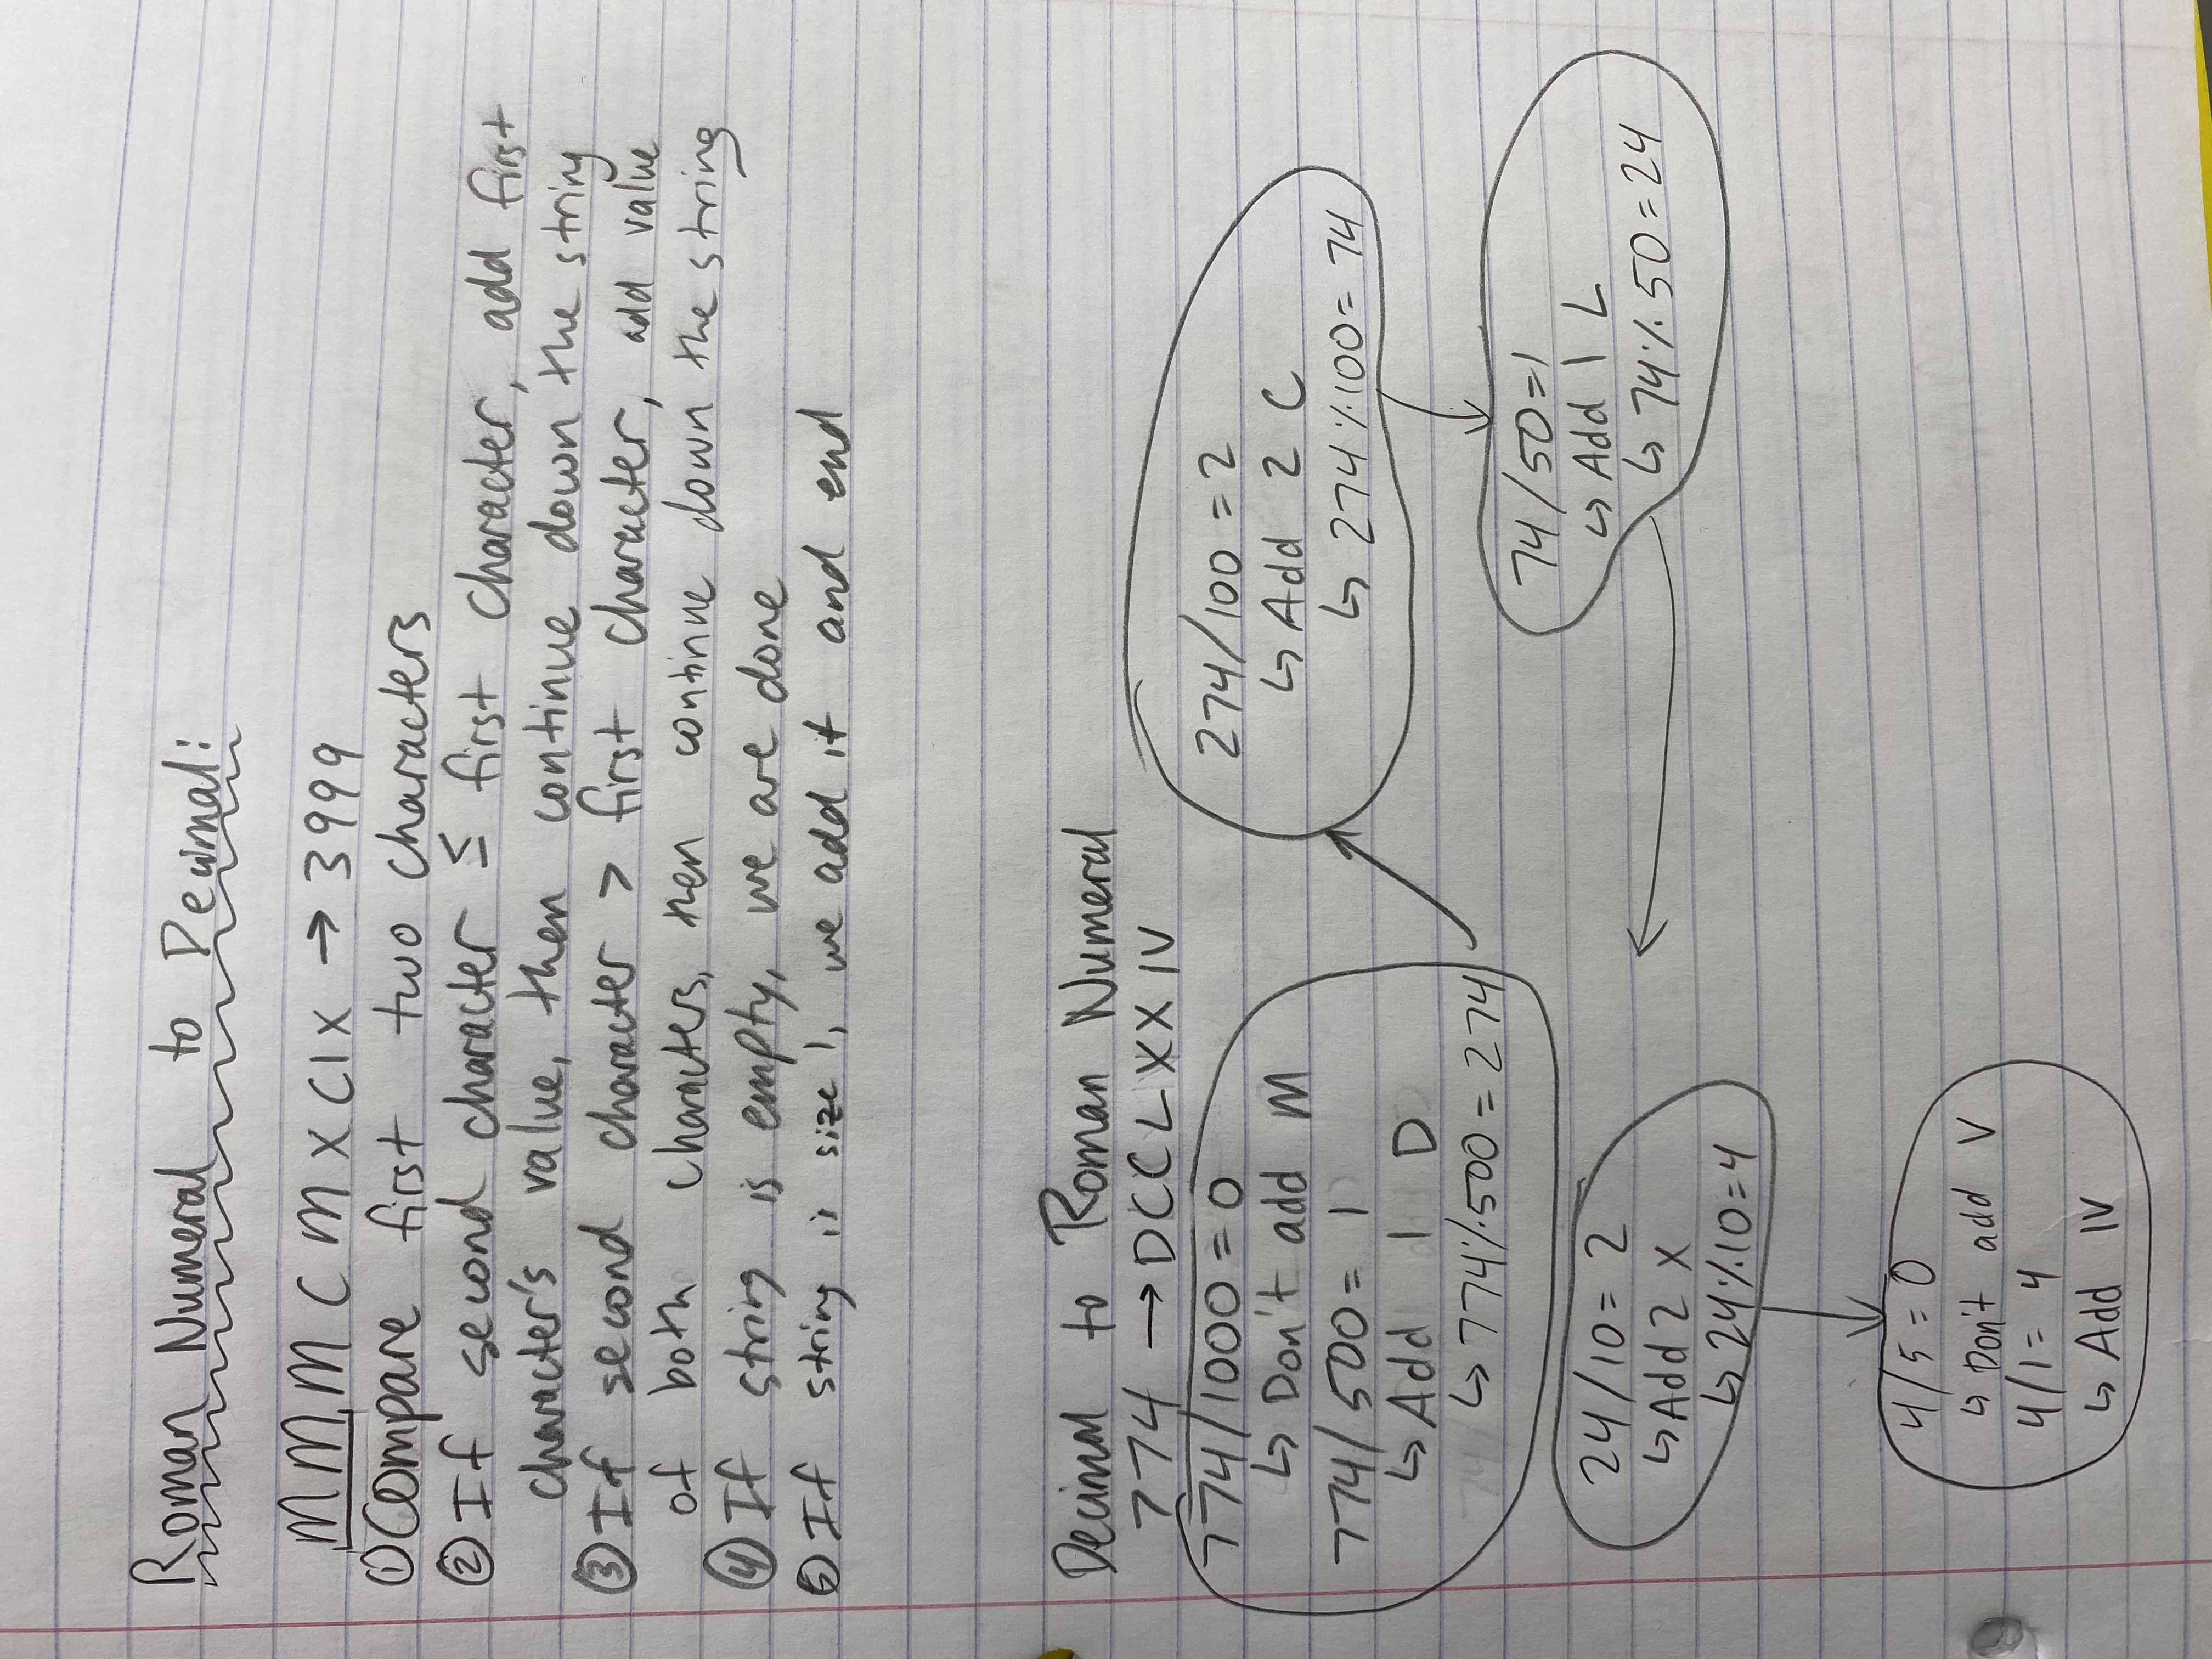 Roman Numeral to Decimal:
MMMCMXCIX → 3999
① Compare first two characters
② If second character ≤ first character, add first
character's value, then continue down the string
③ If second character > first character, add value
of both characters, then continue down the string
④ If string is empty, we are done
⑤ If string is size 1, we add it and end
Decimal to Roman Numeral
774 → DCCLXXIV
774/1000 = 0
↳ Don't add M
774/500 = 1
↳ Add 1 D
↳ 774%500 = 274
274/100 = 2
↳ Add 2 C
↳ 274%100 = 74
74/50=1
↳ Add 1 L
↳ 74%50=24
24/10= 2
↳ Add 2 X
↳ 24%10=4
4/5= 0
↳ Don't add V
4/1= 4
↳ Add IV